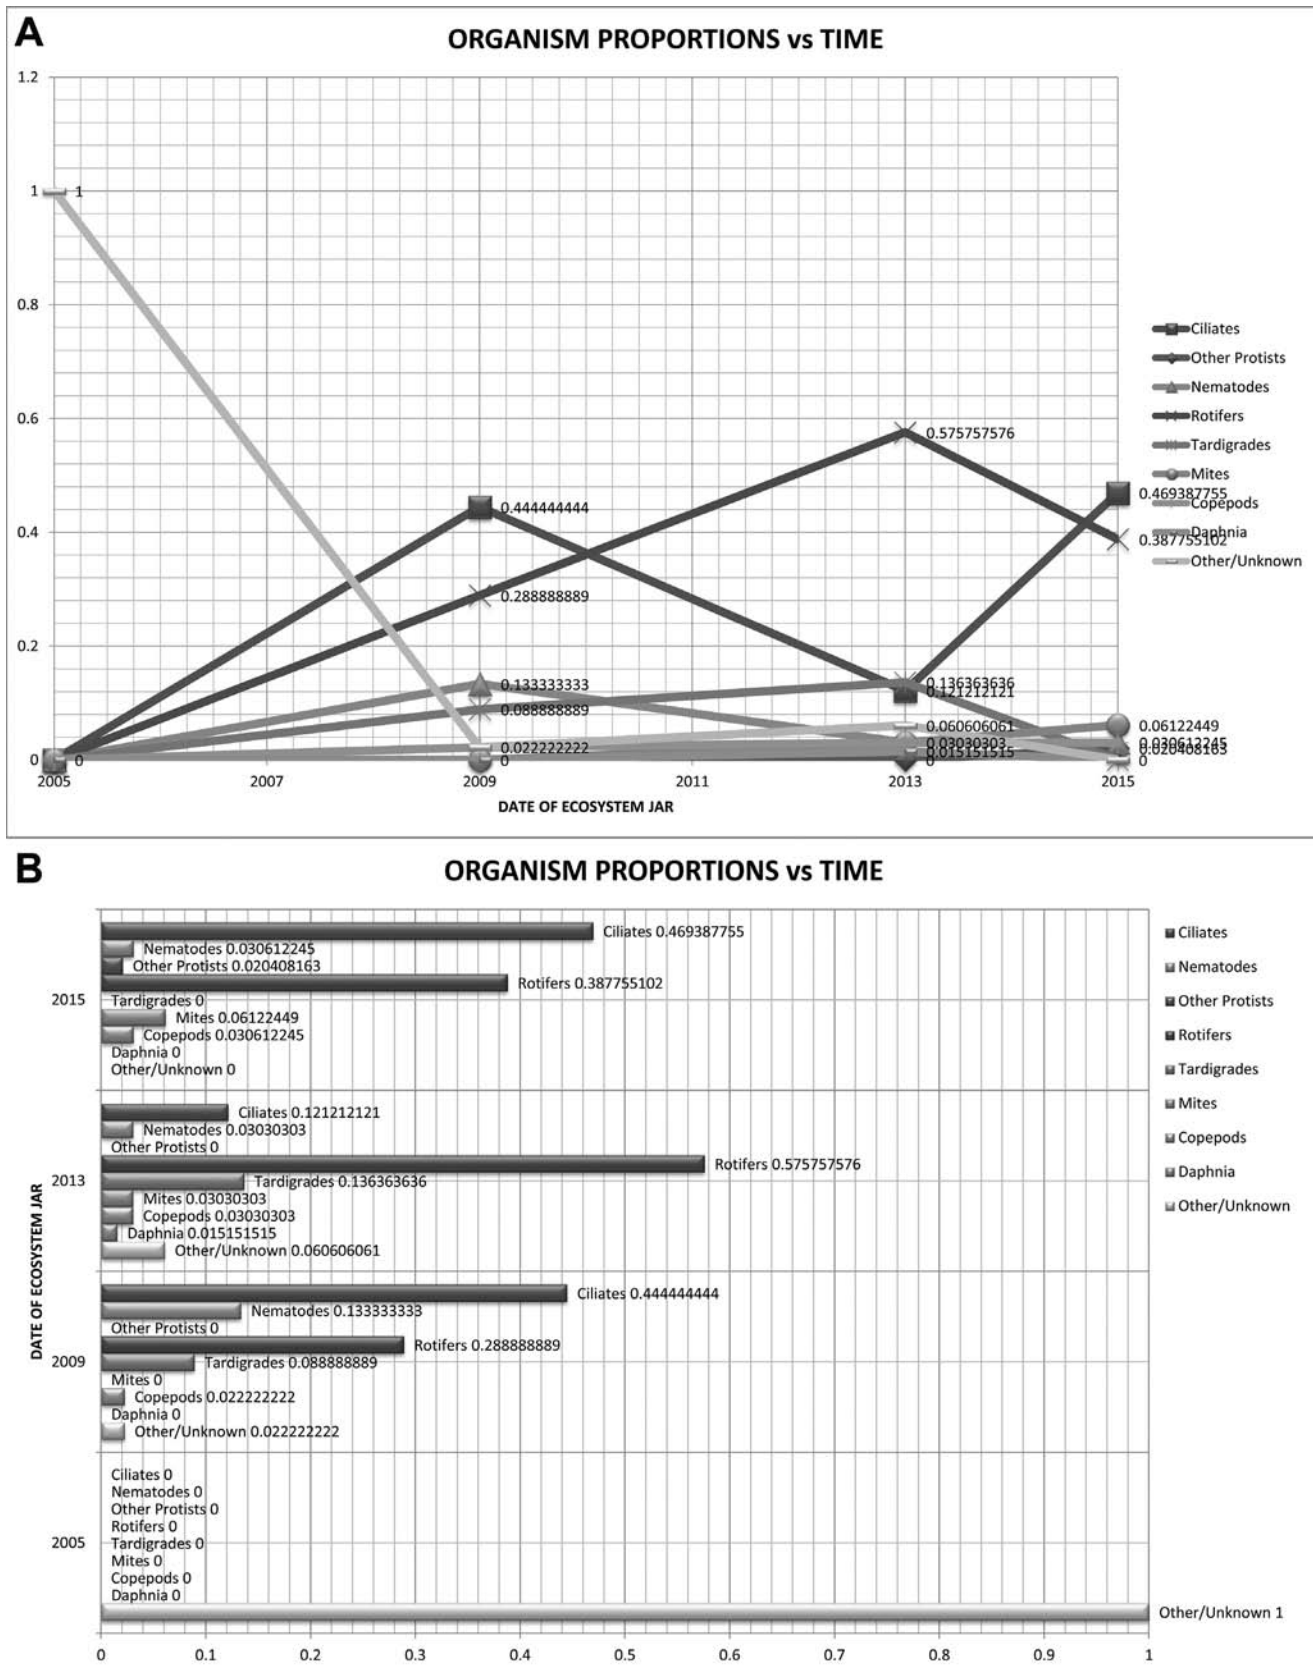 A
ORGANISM PROPORTIONS vs TIME
1.2
1
1
0.8
0.6
0.4
0.2
0
0.575757576
0.469387755
0.444444444
0.387755102
0.288888889
0.133333333
0.136363636
0.121212121
0.088888889
0.060606061
0.06122449
0.022222222
0.03030303
0.030612245
0.015151515
0.020408163
0
0
0
0
2005
2007
2009
2011
2013
2015
DATE OF ECOSYSTEM JAR
Ciliates
Other Protists
Nematodes
Rotifers
Tardigrades
Mites
Copepods
Daphnia
Other/Unknown
B
ORGANISM PROPORTIONS vs TIME
DATE OF ECOSYSTEM JAR
2015
Ciliates 0.469387755
Nematodes 0.030612245
Other Protists 0.020408163
Rotifers 0.387755102
Tardigrades 0
Mites 0.06122449
Copepods 0.030612245
Daphnia 0
Other/Unknown 0
2013
Ciliates 0.121212121
Nematodes 0.03030303
Other Protists 0
Rotifers 0.575757576
Tardigrades 0.136363636
Mites 0.03030303
Copepods 0.03030303
Daphnia 0.015151515
Other/Unknown 0.060606061
2009
Ciliates 0.444444444
Nematodes 0.133333333
Other Protists 0
Rotifers 0.288888889
Tardigrades 0.088888889
Mites 0
Copepods 0.022222222
Daphnia 0
Other/Unknown 0.022222222
2005
Ciliates 0
Nematodes 0
Other Protists 0
Rotifers 0
Tardigrades 0
Mites 0
Copepods 0
Daphnia 0
Other/Unknown 1
0
0.1
0.2
0.3
0.4
0.5
0.6
0.7
0.8
0.9
1
Ciliates
Nematodes
Other Protists
Rotifers
Tardigrades
Mites
Copepods
Daphnia
Other/Unknown